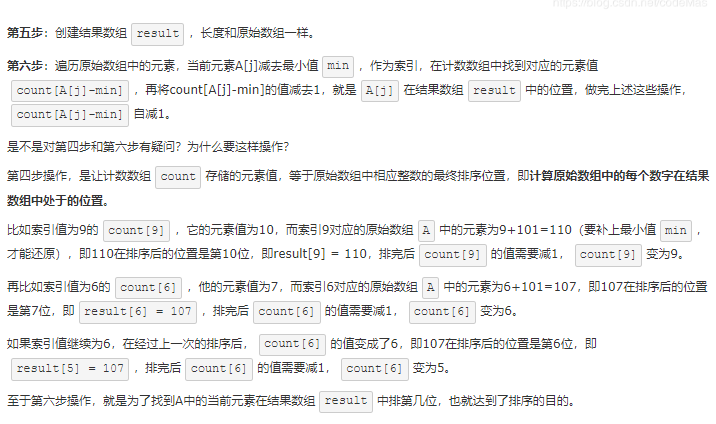 https://blog.csdn.net/codaMas
第五步：创建结果数组 result ，长度和原始数组一样。
第六步：遍历原始数组中的元素，当前元素A[j]减去最小值 min ，作为索引，在计数数组中找到对应的元素值
count[A[j]-min] ，再将count[A[j]-min]的值减去1，就是 A[j] 在结果数组 result 中的位置，做完上述这些操作，
count[A[j]-min] 自减1。
是不是对第四步和第六步有疑问？为什么要这样操作？
第四步操作，是让计数数组 count 存储的元素值，等于原始数组中相应整数的最终排序位置，即计算原始数组中的每个数字在结
果数组中处于的位置。
比如索引值为9的 count[9] ，它的元素值为10，而索引9对应的原始数组 A 中的元素为9+101=110（要补上最小值 min ，
才能还原），即110在排序后的位置是第10位，即result[9] = 110，排完后 count[9] 的值需要减1， count[9] 变为9。
再比如索引值为6的 count[6] ，他的元素值为7，而索引6对应的原始数组 A 中的元素为6+101=107，即107在排序后的位置
是第7位，即 result[6] = 107 ，排完后 count[6] 的值需要减1， count[6] 变为6。
如果索引值继续为6，在经过上一次的排序后， count[6] 的值变成了6，即107在排序后的位置是第6位，即
result[5] = 107 ，排完后 count[6] 的值需要减1， count[6] 变为5。
至于第六步操作，就是为了找到A中的当前元素在结果数组 result 中排第几位，也就达到了排序的目的。